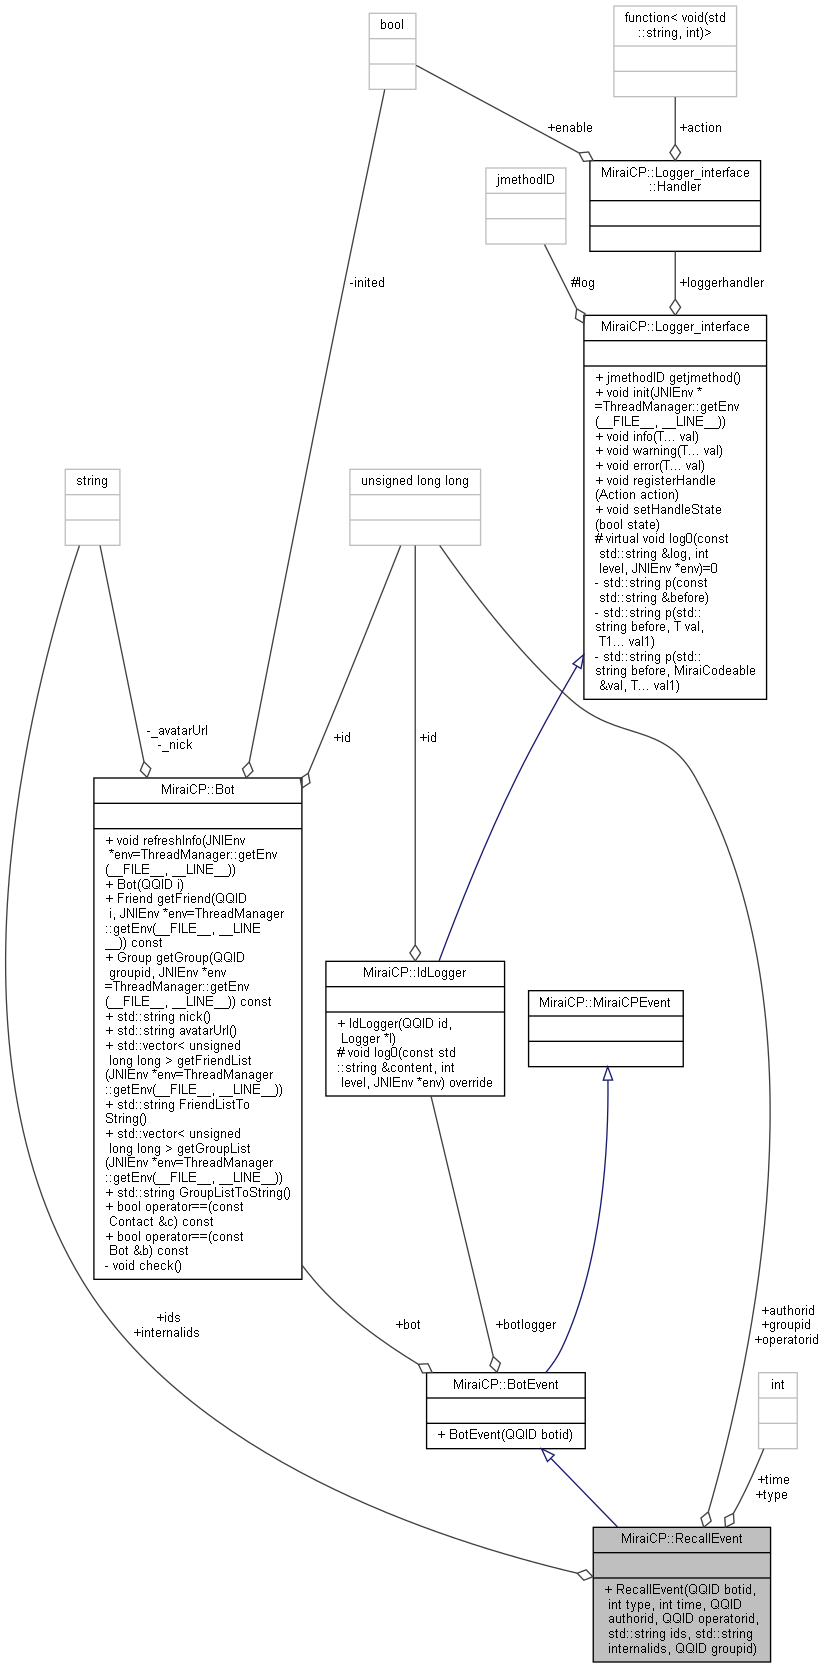 bool
function< void(std
::string, int)>
+enable
+action
jmethodID
MiraiCP::Logger_interface
::Handler
-inited
#log
+loggerhandler
MiraiCP::Logger_interface
+ jmethodID getjmethod()
+ void init(JNIEnv *
=ThreadManager::getEnv
(__FILE__, __LINE__))
+ void info(T... val)
+ void warning(T... val)
+ void error(T... val)
+ void registerHandle
(Action action)
+ void setHandleState
(bool state)
# virtual void log0(const
std::string &log, int
level, JNIEnv *env)=0
- std::string p(const
std::string &before)
- std::string p(std::
string before, T val,
T1... val1)
- std::string p(std::
string before, MiraiCodeable
&val, T... val1)
string
unsigned long long
-_avatarUrl
-_nick
+id
+id
MiraiCP::Bot
+ void refreshInfo(JNIEnv
*env=ThreadManager::getEnv
(__FILE__, __LINE__))
+ Bot(QQID i)
+ Friend getFriend(QQID
i, JNIEnv *env=ThreadManager
::getEnv(__FILE__, __LINE
__)) const
+ Group getGroup(QQID
groupid, JNIEnv *env
=ThreadManager::getEnv
(__FILE__, __LINE__)) const
+ std::string nick()
+ std::string avatarUrl()
+ std::vector< unsigned
long long > getFriendList
(JNIEnv *env=ThreadManager
::getEnv(__FILE__, __LINE__))
+ std::string FriendListTo
String()
+ std::vector< unsigned
long long > getGroupList
(JNIEnv *env=ThreadManager
::getEnv(__FILE__, __LINE__))
+ std::string GroupListToString()
+ bool operator==(const
Contact &c) const
+ bool operator==(const
Bot &b) const
- void check()
MiraiCP::IdLogger
+ IdLogger(QQID id,
Logger *l)
# void log0(const std
::string &content, int
level, JNIEnv *env) override
MiraiCP::MiraiCPEvent
+ids
+internalids
+bot
+botlogger
+authorid
+groupid
+operatorid
MiraiCP::BotEvent
+ BotEvent(QQID botid)
int
+time
+type
MiraiCP::RecallEvent
+ RecallEvent(QQID botid,
int type, int time, QQID
authorid, QQID operatorid,
std::string ids, std::string
internalids, QQID groupid)